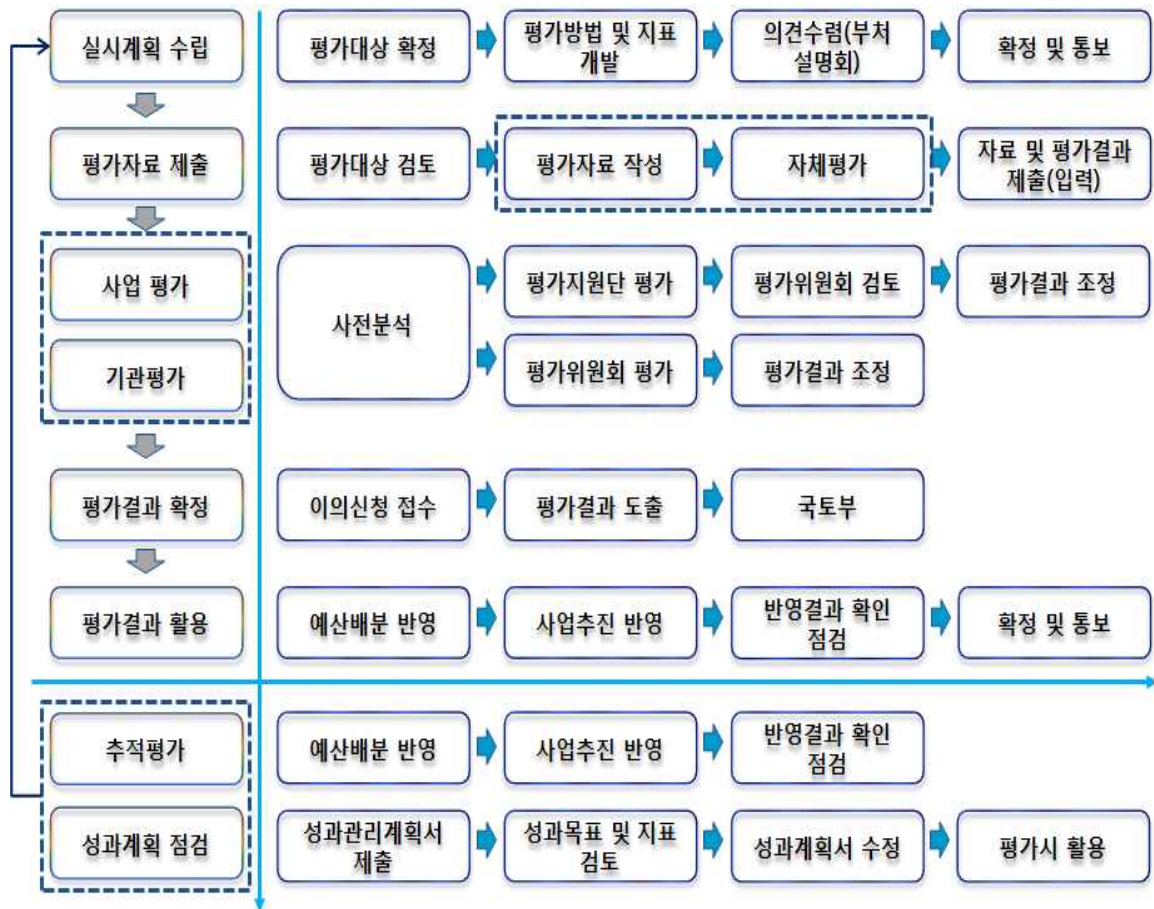 실시계획 수립
평가대상 확정
평가방법 및 지표
개발
의견수렴(부처
설명회)
확정 및 통보
평가자료 제출
평가대상 검토
평가자료 작성
자체평가
자료 및 평가결과
제출(입력)
사업 평가
기관평가
사전분석
평가지원단 평가
평가위원회 검토
평가결과 조정
평가위원회 평가
평가결과 조정
평가결과 확정
이의신청 접수
평가결과 도출
국토부
평가결과 활용
예산배분 반영
사업추진 반영
반영결과 확인
점검
확정 및 통보
추적평가
예산배분 반영
사업추진 반영
반영결과 확인
점검
성과계획 점검
성과관리계획서
제출
성과목표 및 지표
검토
성과계획서 수정
평가시 활용